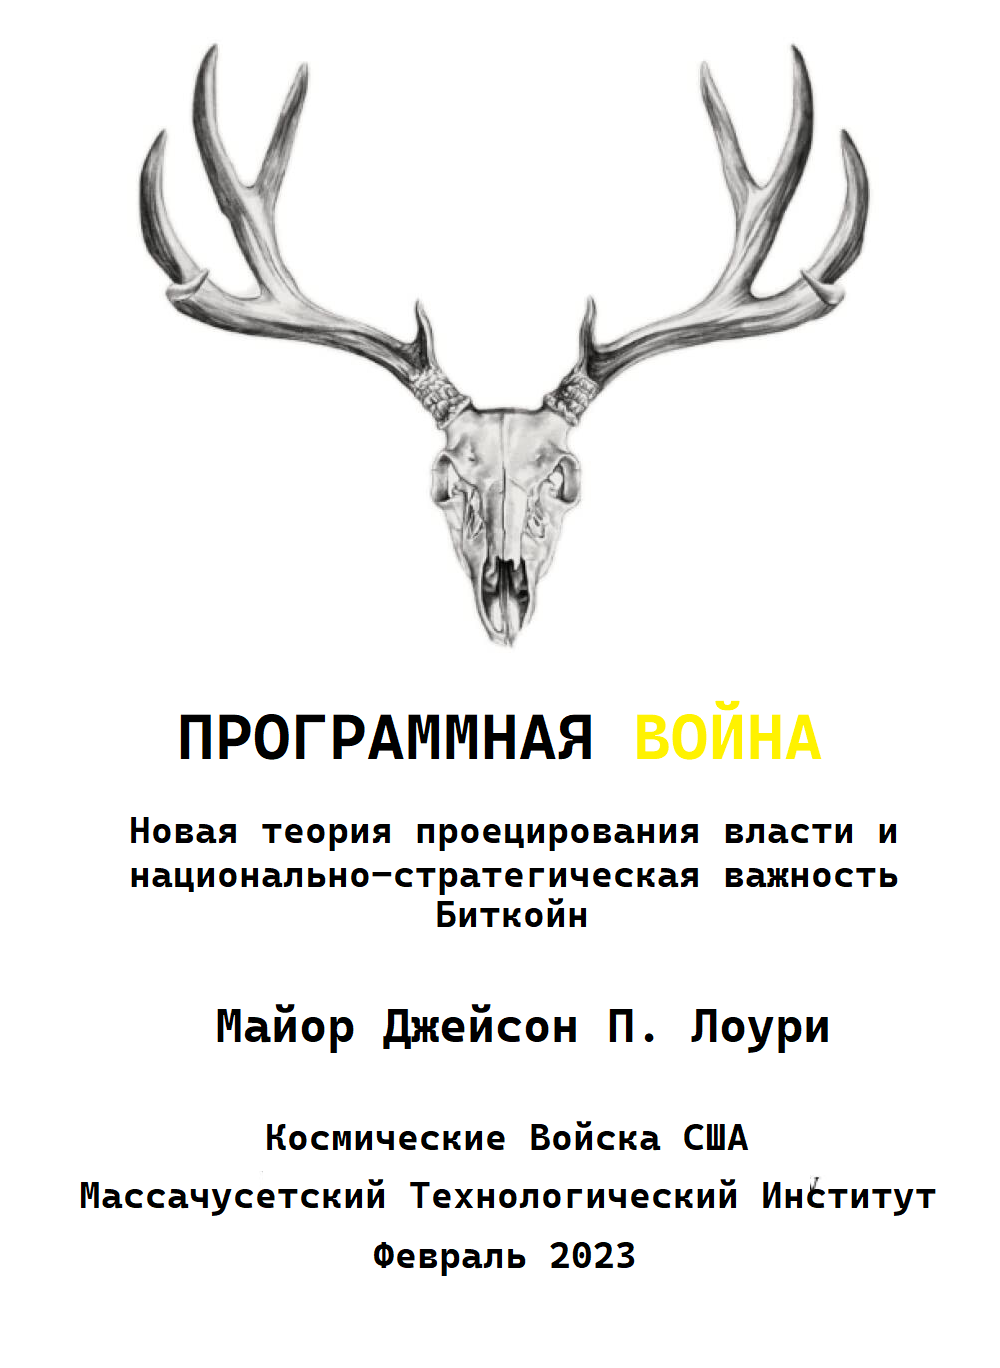 ПРОГРАММНАЯ ВОЙНА
Новая теория проецирования власти и
национально-стратегическая важность
Биткойн
Майор Джейсон П. Лоури
Космические Войска США
Массачусетский Технологический Институт
Февраль 2023